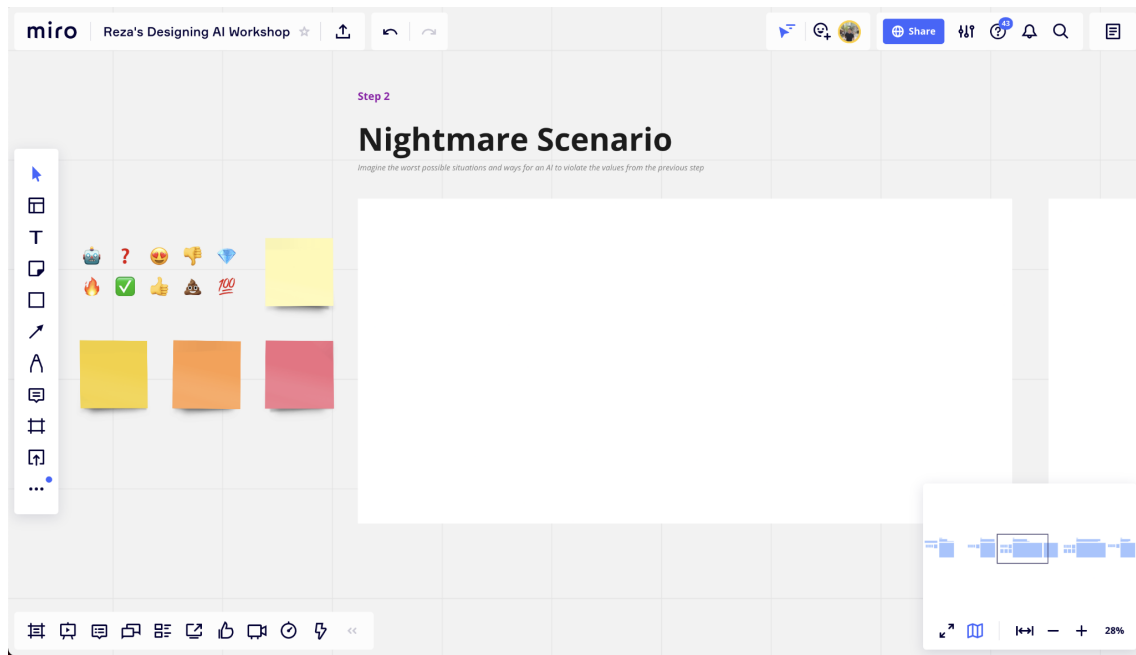 miro
Reza's Designing AI Workshop
43
Share
Step 2
Nightmare Scenario
Imagine the worst possible situations and ways for an AI to violate the values from the previous step
T
?
100
28%